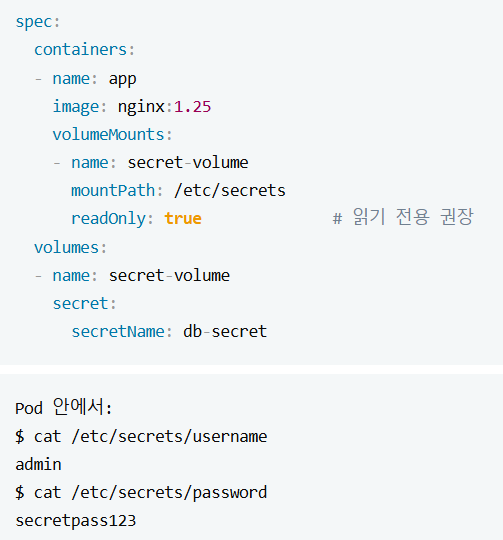 spec:
  containers:
  - name: app
    image: nginx:1.25
    volumeMounts:
    - name: secret-volume
      mountPath: /etc/secrets
      readOnly: true              # 읽기 전용 권장
  volumes:
  - name: secret-volume
    secret:
      secretName: db-secret
Pod 안에서:
$ cat /etc/secrets/username
admin
$ cat /etc/secrets/password
secretpass123